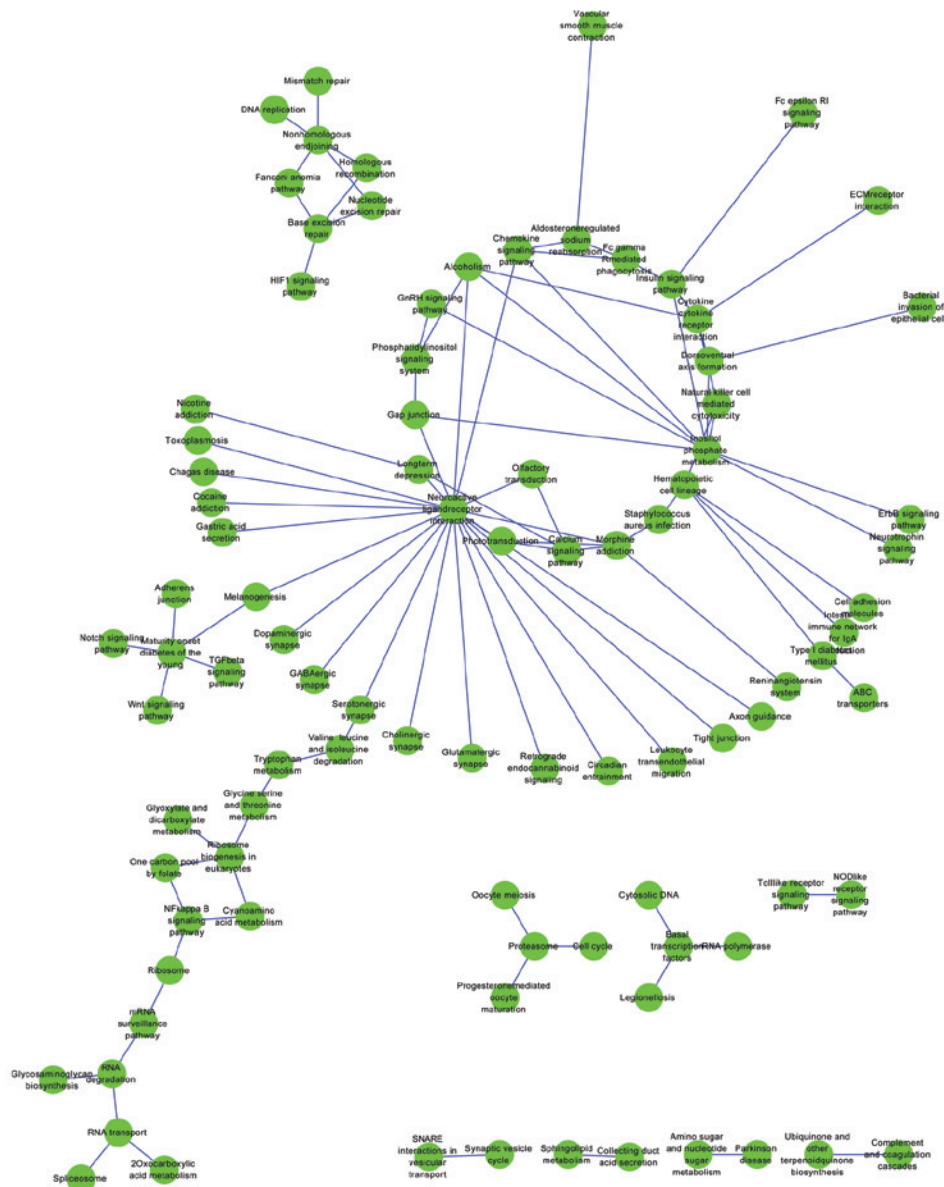 Vascular
smooth muscle
contraction
Mismatch repair
Fc epsilon RI
signaling
pathway
DNA replication
Nonhomologous
endjoining
Homologous
recombination
Fanconi anemia
pathway
Nucleotide
excision repair
Base excision
repair
HIF1 signaling
pathway
ECMreceptor
interaction
Chemokine
signaling
pathway
Aldosteroneregulated
sodium
reabsorption
Fc gamma
Rmediated
phagocytosis
Alcoholism
Insulin signaling
pathway
GnRH signaling
pathway
Cytokine
cytokine
receptor
interaction
Bacterial
invasion of
epithelial cell
Phosphatidylinositol
signaling
system
Dorsoventral
axis formation
Natural killer cell
mediated
cytotoxicity
Nicotine
addiction
Gap junction
Toxoplasmosis
Inositol
phosphate
metabolism
Chagas disease
Longterm
depression
Olfactory
transduction
Hematopoietic
cell lineage
Cocaine
addiction
Neuroactive
ligandreceptor
interaction
Staphylococcus
aureus infection
ErbB signaling
pathway
Gastric acid
secretion
Phototransduction
Calcium
signaling
pathway
Morphine
addiction
Neurotrophin
signaling
pathway
Adherens
junction
Melanogenesis
Cell adhesion
molecules
Notch signaling
pathway
Maturity onset
diabetes of the
young
Dopaminergic
synapse
immune network
for IgA
TGFbeta
signaling
pathway
Type I diabetes
mellitus
GABAergic
synapse
Reninangiotensin
system
ABC
transporters
Wnt signaling
pathway
Serotonergic
synapse
Axon guidance
Valine leucine
and isoleucine
degradation
Cholinergic
synapse
Tight junction
Tryptophan
metabolism
Glutamatergic
synapse
Retrograde
endocannabinoid
signaling
Circadian
entrainment
Leukocyte
transendothelial
migration
Glycine serine
and threonine
metabolism
Glyoxylate and
dicarboxylate
metabolism
Ribosome
biogenesis in
eukaryotes
One carbon pool
by folate
NFkappa B
signaling
pathway
Cyanoamino
acid metabolism
Oocyte meiosis
Cytosolic DNA
Tolllike receptor
signaling
pathway
NODlike
receptor
signaling
pathway
Proteasome
Cell cycle
Basal
transcription
factors
RNA polymerase
Ribosome
Progesteronemediated
oocyte
maturation
Legionellosis
mRNA
surveillance
pathway
Glycosaminoglycan
biosynthesis
RNA
degradation
RNA transport
Spliceosome
2Oxocarboxylic
acid metabolism
SNARE
interactions in
vesicular
transport
Synaptic vesicle
cycle
Sphingolipid
metabolism
Collecting duct
acid secretion
Amino sugar
and nucleotide
sugar
metabolism
Parkinson
disease
Ubiquinone and
other
terpenoidquinone
biosynthesis
Complement
and coagulation
cascades